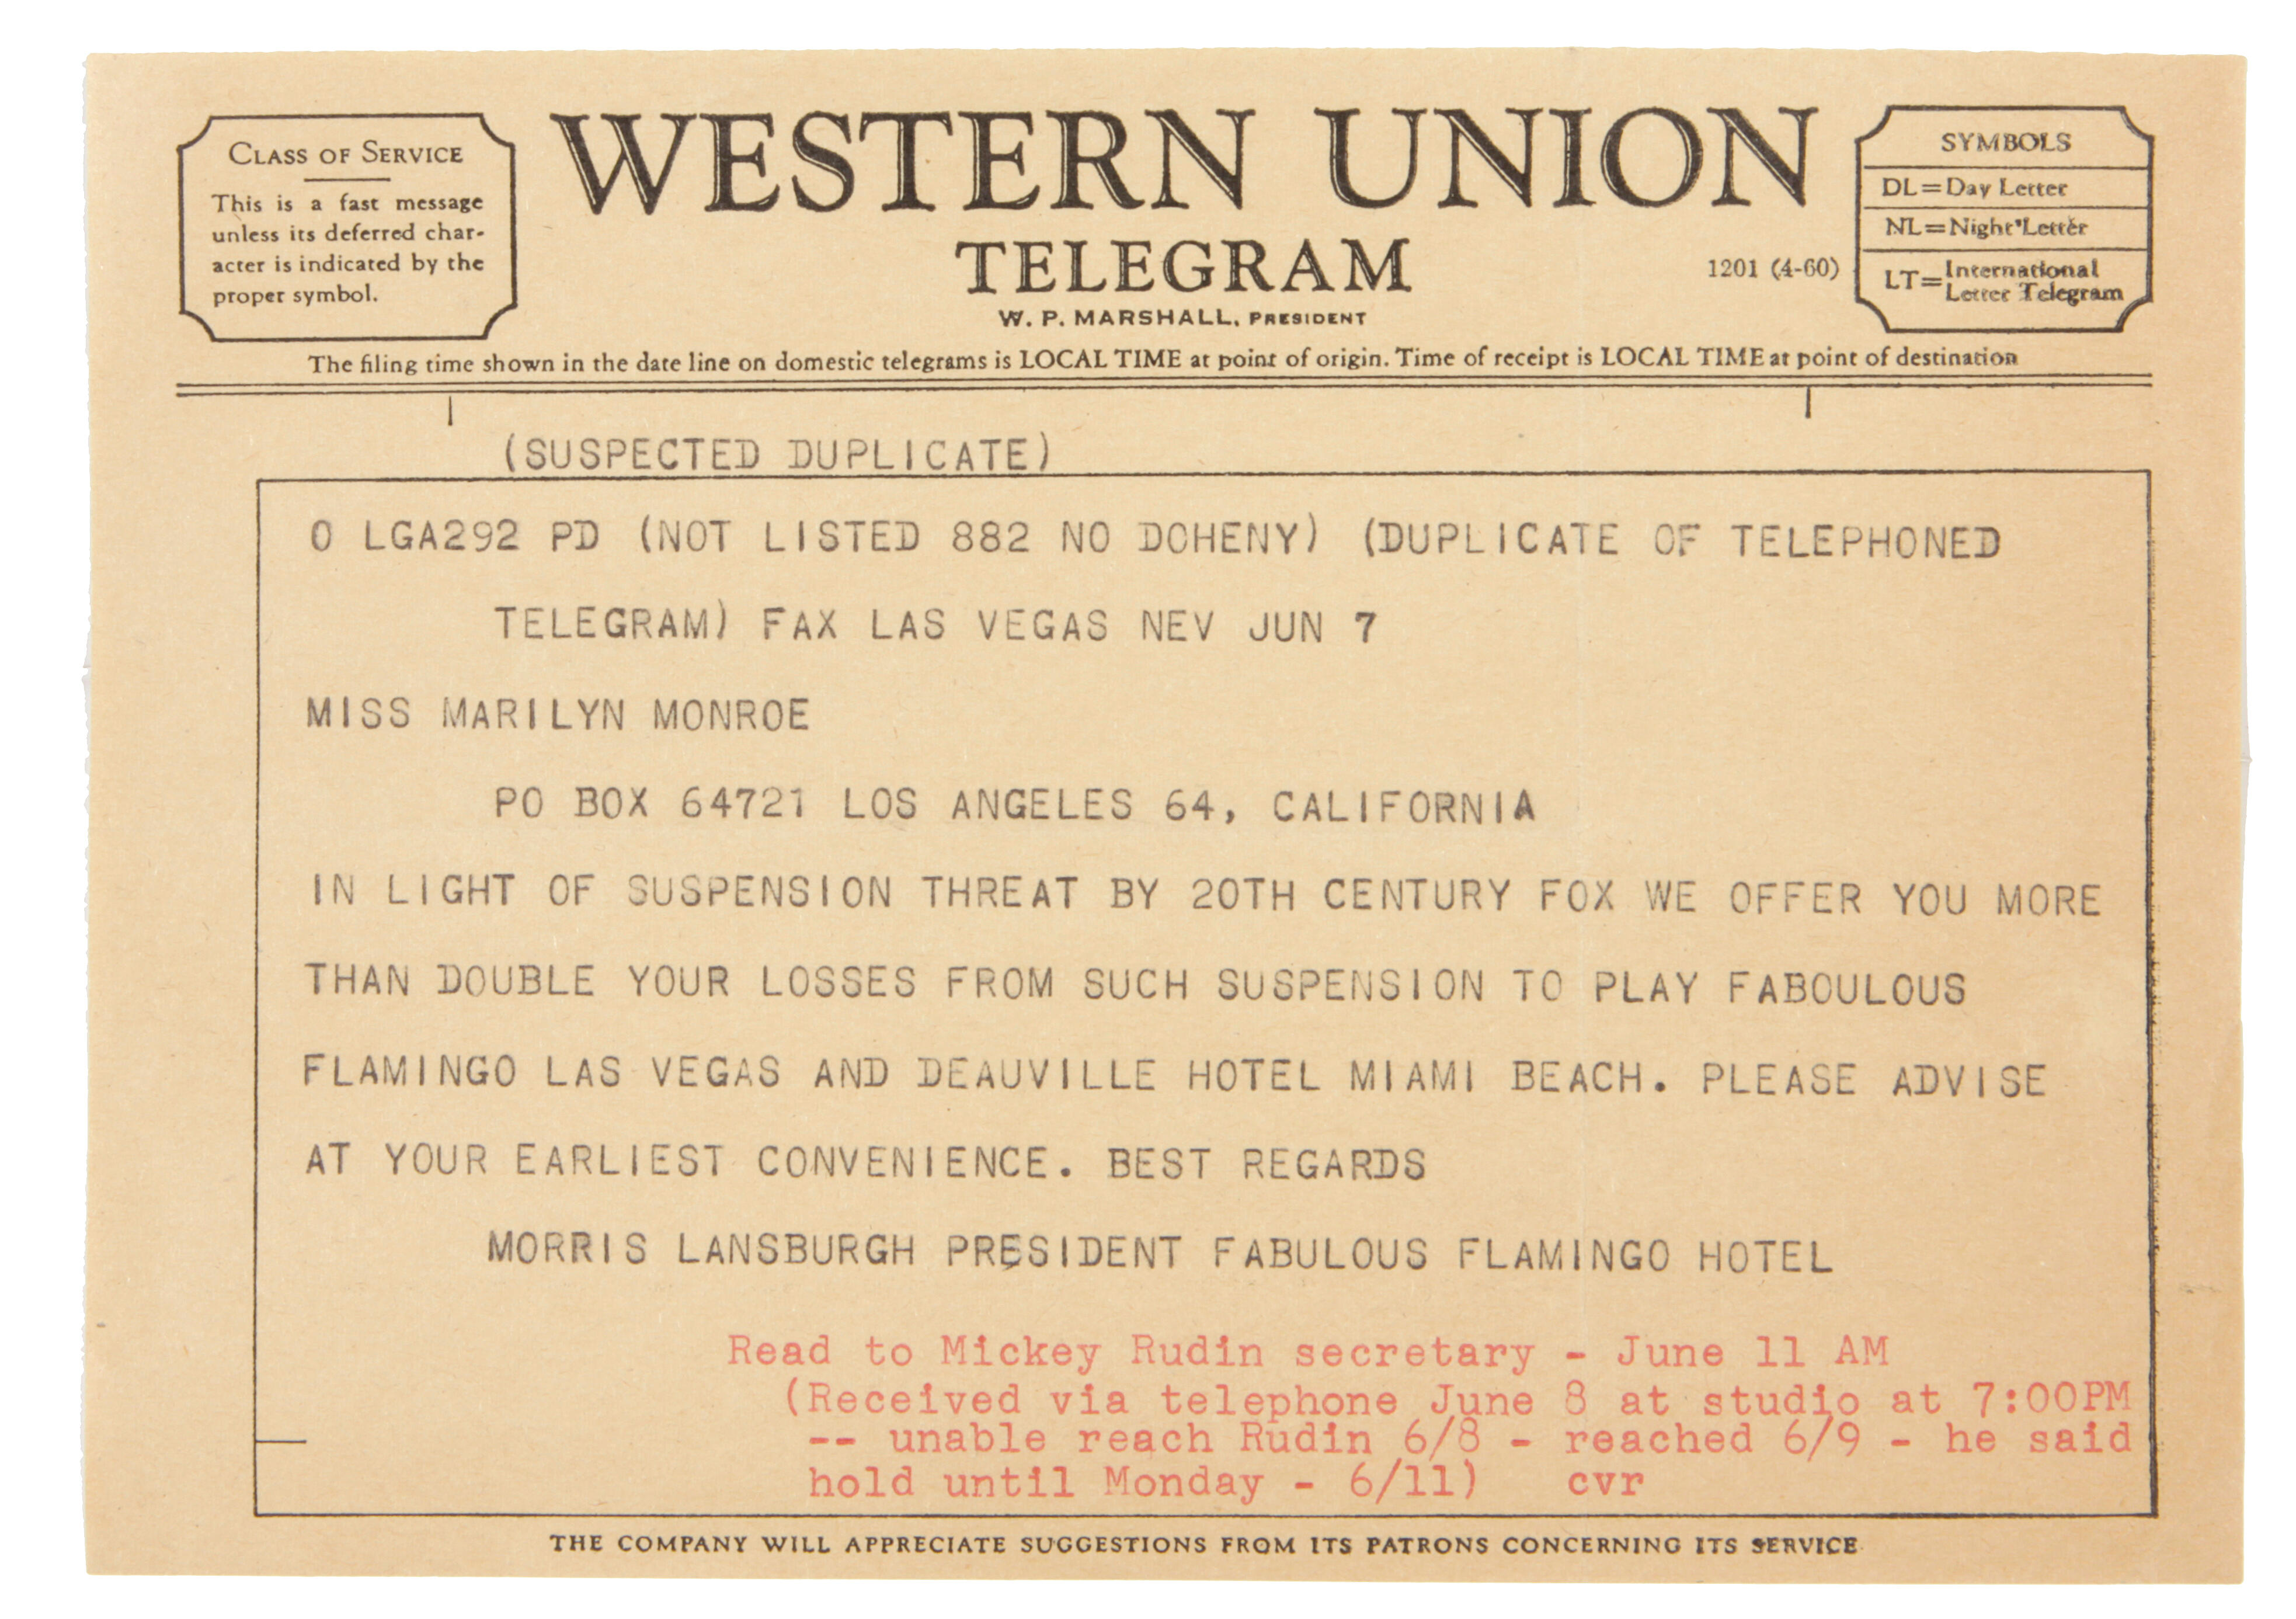 CLASS OF SERVICE
This is a fast message
unless its deferred char-
acter is indicated by the
proper symbol.
WESTERN UNION
TELEGRAM
W. P. MARSHALL, PRESIDENT
1201 (4-60)
SYMBOLS
DL=Day Letter
NL=Night Letter
LT=International Letter Telegram
The filing time shown in the date line on domestic telegrams is LOCAL TIME at point of origin. Time of receipt is LOCAL TIME at point of destination
(SUSPECTED DUPLICATE)
O LGA292 PD (NOT LISTED 882 NO DOHENY) (DUPLICATE OF TELEPHONED
TELEGRAM) FAX LAS VEGAS NEV JUN 7
MISS MARILYN MONROE
PO BOX 64721 LOS ANGELES 64, CALIFORNIA
IN LIGHT OF SUSPENSION THREAT BY 20TH CENTURY FOX WE OFFER YOU MORE
THAN DOUBLE YOUR LOSSES FROM SUCH SUSPENSION TO PLAY FABOULOUS
FLAMINGO LAS VEGAS AND DEAUVILLE HOTEL MIAMI BEACH. PLEASE ADVISE
AT YOUR EARLIEST CONVENIENCE. BEST REGARDS
MORRIS LANSBURGH PRESIDENT FABULOUS FLAMINGO HOTEL
Read to Mickey Rudin secretary - June 11 AM
(Received via telephone June 8 at studio at 7:00PM
-- unable reach Rudin 6/8 - reached 6/9 - he said
hold until Monday - 6/11) cvr
THE COMPANY WILL APPRECIATE SUGGESTIONS FROM ITS PATRONS CONCERNING ITS SERVICE